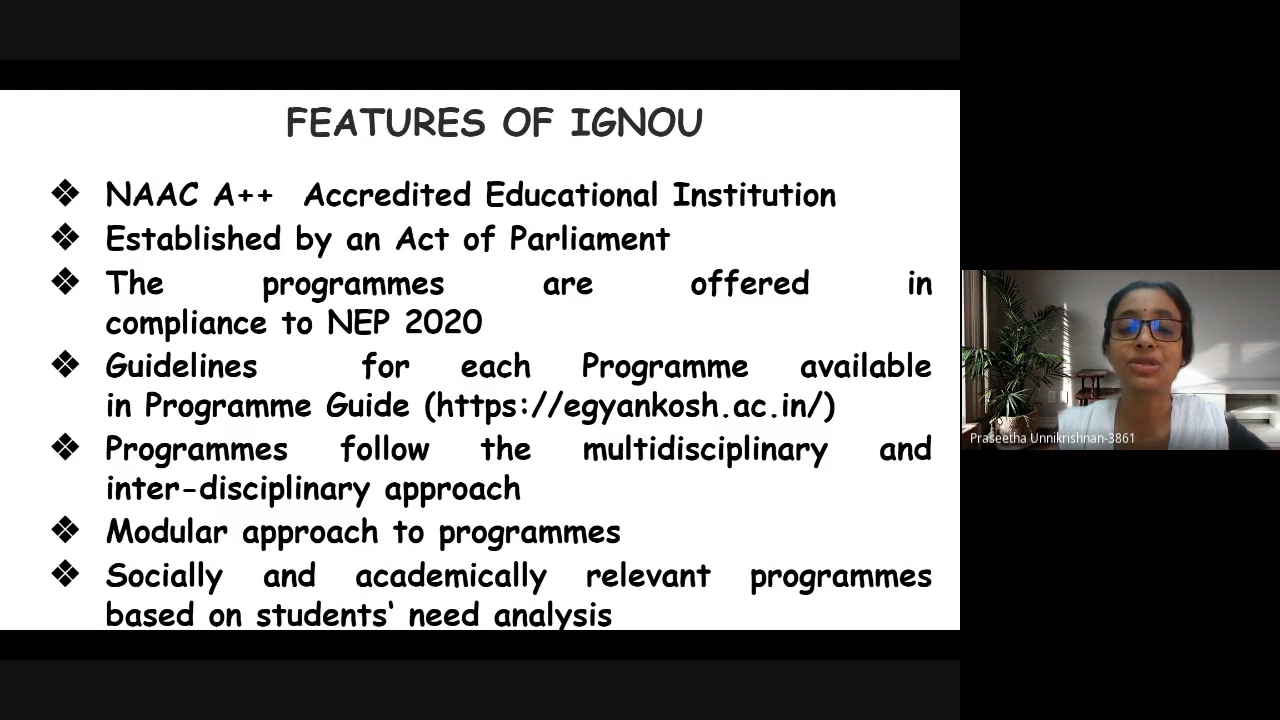 FEATURES OF IGNOU
❖ NAAC A++ Accredited Educational Institution
❖ Established by an Act of Parliament
❖ The programmes are offered in
compliance to NEP 2020
❖ Guidelines for each Programme available
in Programme Guide (https://egyankosh.ac.in/)
❖ Programmes follow the multidisciplinary and
inter-disciplinary approach
❖ Modular approach to programmes
❖ Socially and academically relevant programmes
based on students' need analysis
Praseetha Unnikrishnan-3861